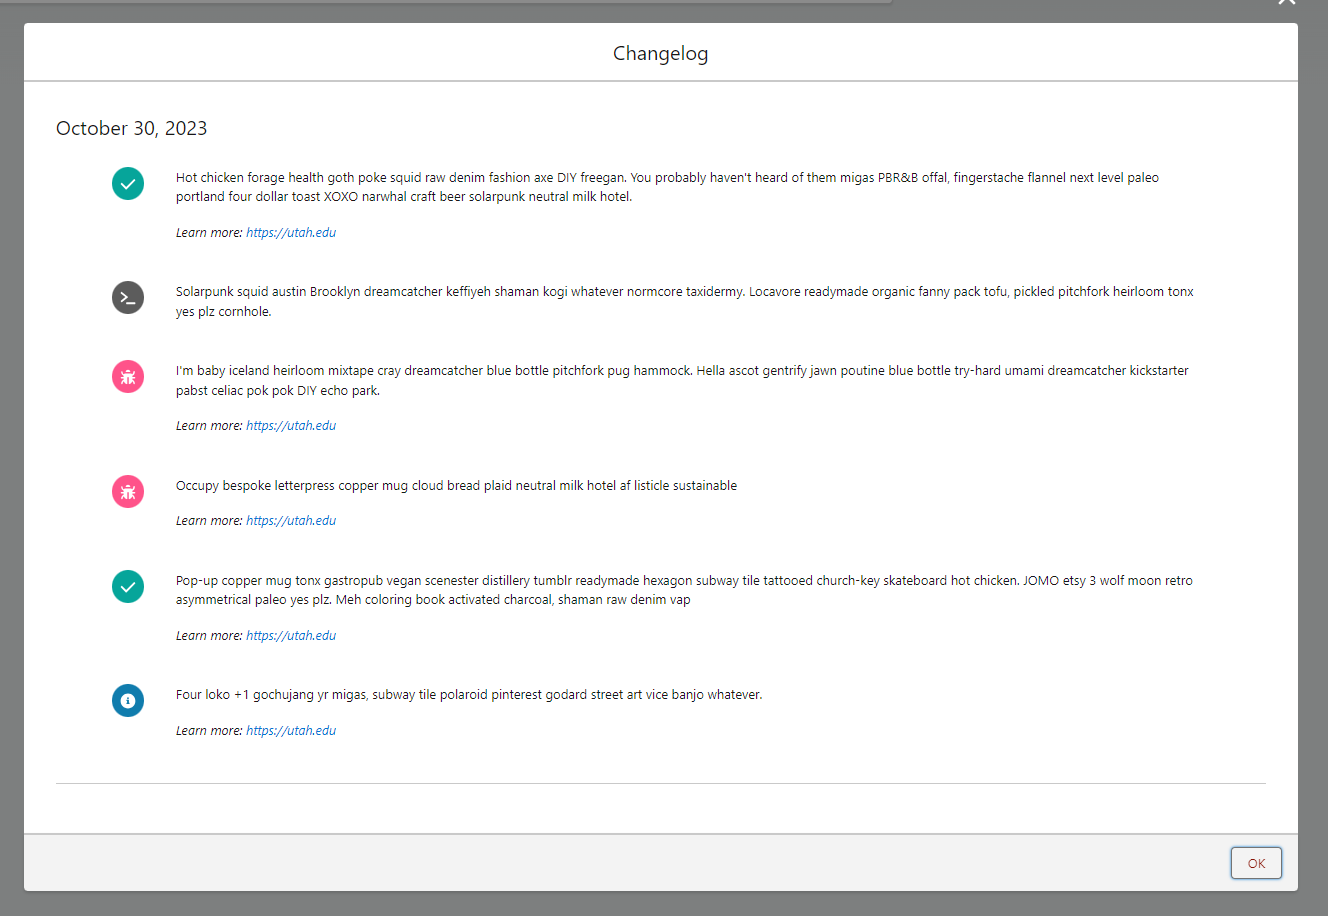 Changelog
October 30, 2023
Hot chicken forage health goth poke squid raw denim fashion axe DIY freegan. You probably haven't heard of them migas PBR&B offal, fingerstache flannel next level paleo
portland four dollar toast XOXO narwhal craft beer solarpunk neutral milk hotel.
Learn more: https://utah.edu
Solarpunk squid austin Brooklyn dreamcatcher keffiyeh shaman kogi whatever normcore taxidermy. Locavore readymade organic fanny pack tofu, pickled pitchfork heirloom tonx
yes plz cornhole.
I'm baby iceland heirloom mixtape cray dreamcatcher blue bottle pitchfork pug hammock. Hella ascot gentrify jawn poutine blue bottle try-hard umami dreamcatcher kickstarter
pabst celiac pok pok DIY echo park.
Learn more: https://utah.edu
Occupy bespoke letterpress copper mug cloud bread plaid neutral milk hotel af listicle sustainable
Learn more: https://utah.edu
Pop-up copper mug tonx gastropub vegan scenester distillery tumblr readymade hexagon subway tile tattooed church-key skateboard hot chicken. JOMO etsy 3 wolf moon retro
asymmetrical paleo yes plz. Meh coloring book activated charcoal, shaman raw denim vap
Learn more: https://utah.edu
Four loko +1 gochujang yr migas, subway tile polaroid pinterest godard street art vice banjo whatever.
Learn more: https://utah.edu
OK